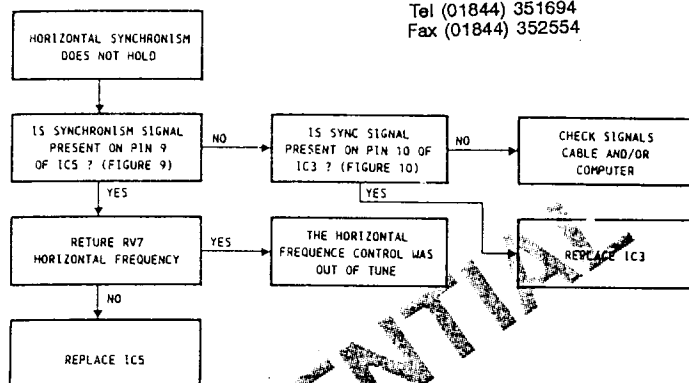 Tel (01844) 351694
Fax (01844) 352554
HORIZONTAL SYNCHRONISM
DOES NOT HOLD
IS SYNCHRONISM SIGNAL
PRESENT ON PIN 9
OF IC5 ? (FIGURE 9)
NO
IS SYNC SIGNAL
PRESENT ON PIN 10 OF
IC3 ? (FIGURE 10)
NO
CHECK SIGNALS
CABLE AND/OR
COMPUTER
YES
YES
RETURE RV7
HORIZONTAL FREQUENCY
YES
THE HORIZONTAL
FREQUENCE CONTROL WAS
OUT OF TUNE
REPLACE IC3
NO
REPLACE IC5
ENTIAL